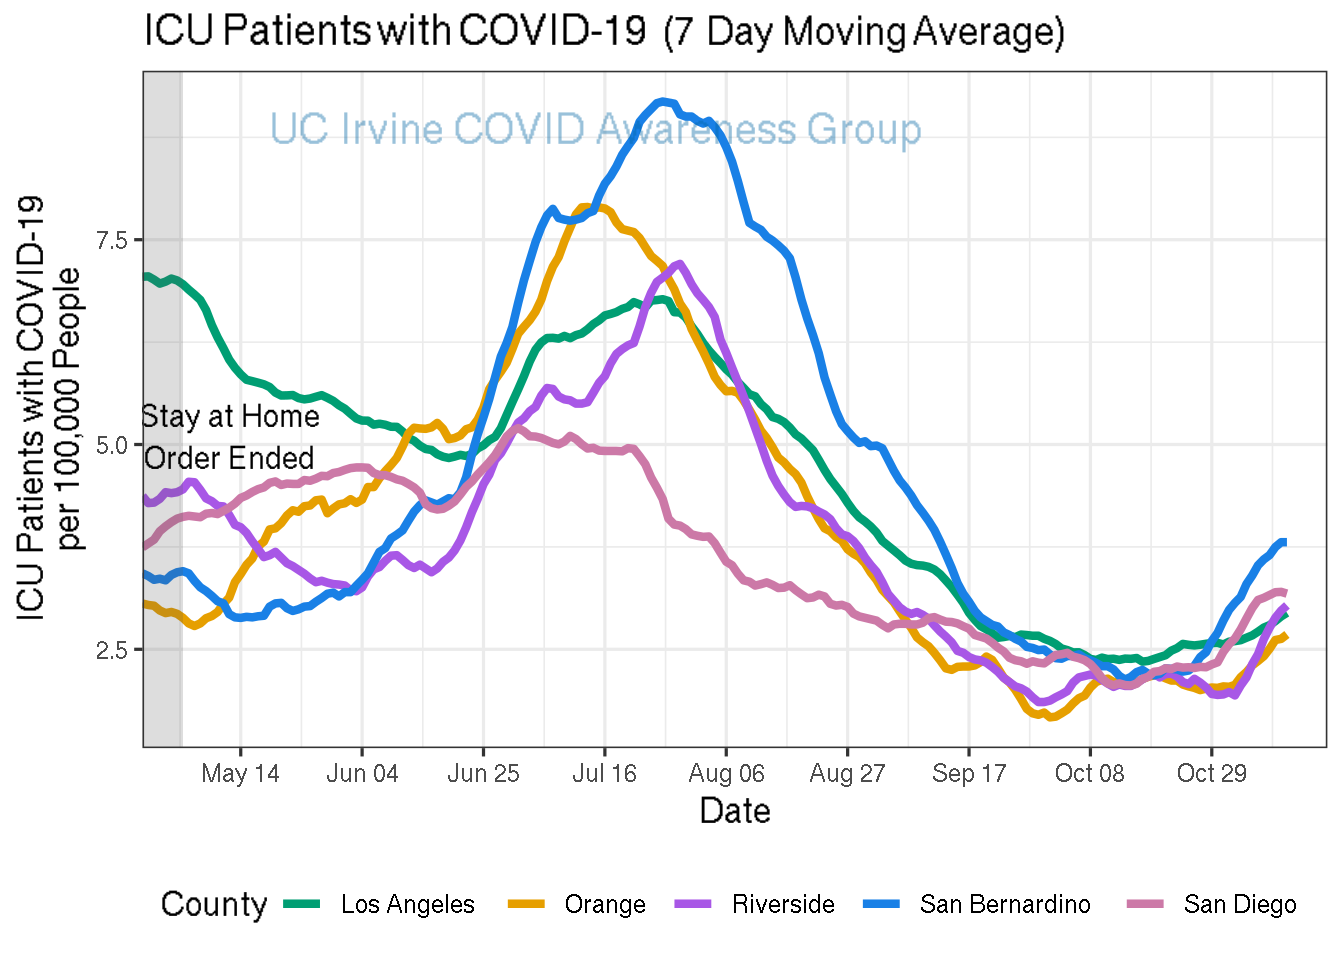 ICU Patients with COVID-19 (7 Day Moving Average)
UC Irvine COVID Awareness Group
ICU Patients with COVID-19
per 100,000 People
7.5
5.0
2.5
Stay at Home
Order Ended
May 14 Jun 04 Jun 25 Jul 16 Aug 06 Aug 27 Sep 17 Oct 08 Oct 29
Date
County Los Angeles Orange Riverside San Bernardino San Diego